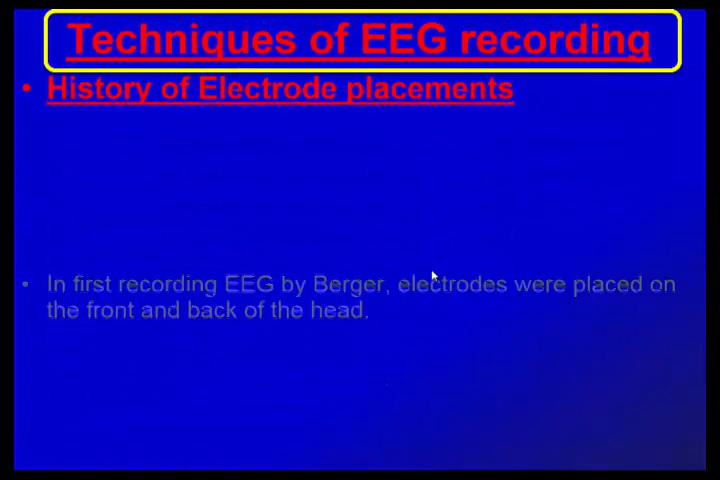 Techniques of EEG recording
• History of Electrode placements
• In first recording EEG by Berger, electrodes were placed on
the front and back of the head.